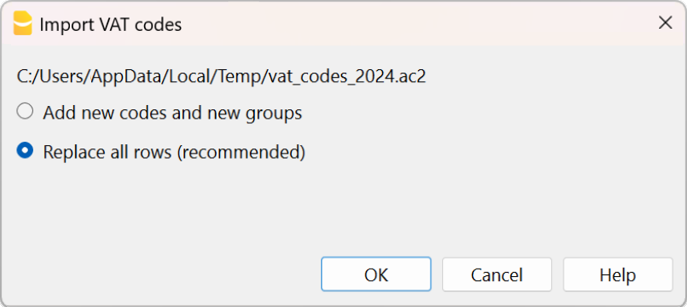 Import VAT codes
C:/Users/AppData/Local/Temp/vat_codes_2024.ac2
Add new codes and new groups
Replace all rows (recommended)
OK Cancel Help